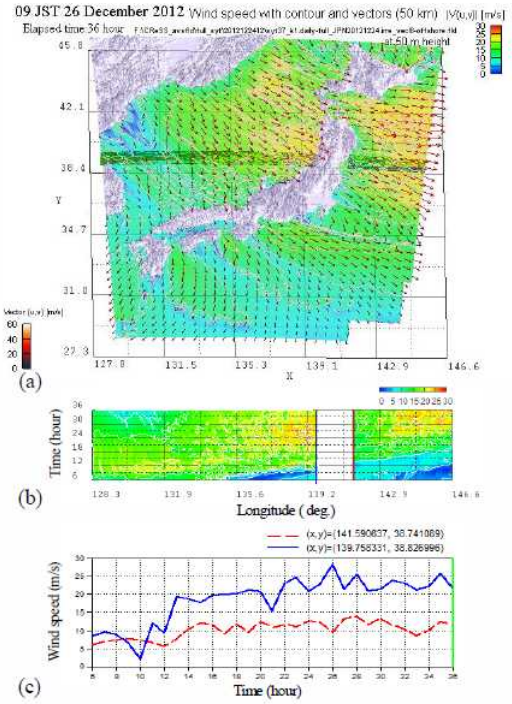 09 JST 26 December 2012 Wind speed with contour and vectors (50 km) |V(u,v)| [m/s]
Elapsed time 36 hour
at 50 m height
30
25
20
15
10
5
0
45.8
42.1
38.4
Y
34.7
31.0
27.3
127.8 131.5 135.3 139.1 142.9 146.6
X
Vector (u,v) [m/s]
60
40
20
0
(a)
0 5 10 15 20 25 30
Time (hour)
36
30
24
18
12
6
128.3 131.9 135.6 139.2 142.9 146.6
Longitude (deg.)
(b)
(x,y)=(141.590837, 38.741089)
(x,y)=(139.758331, 38.826996)
Wind speed (m/s)
30
25
20
15
10
5
0
6 8 10 12 14 16 18 20 22 24 26 28 30 32 34 36
Time (hour)
(c)